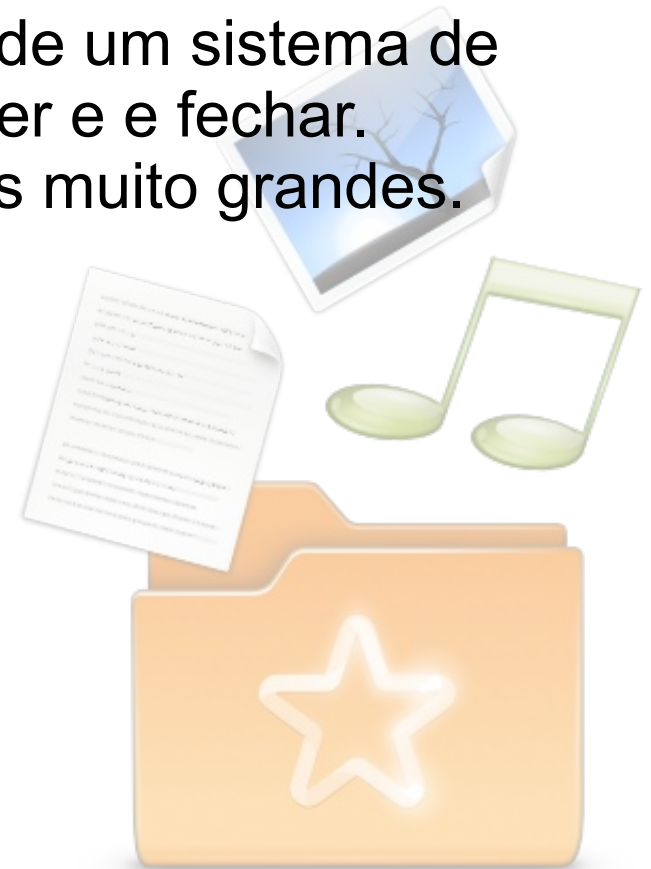 de um sistema de
er e e fechar.
s muito grandes.